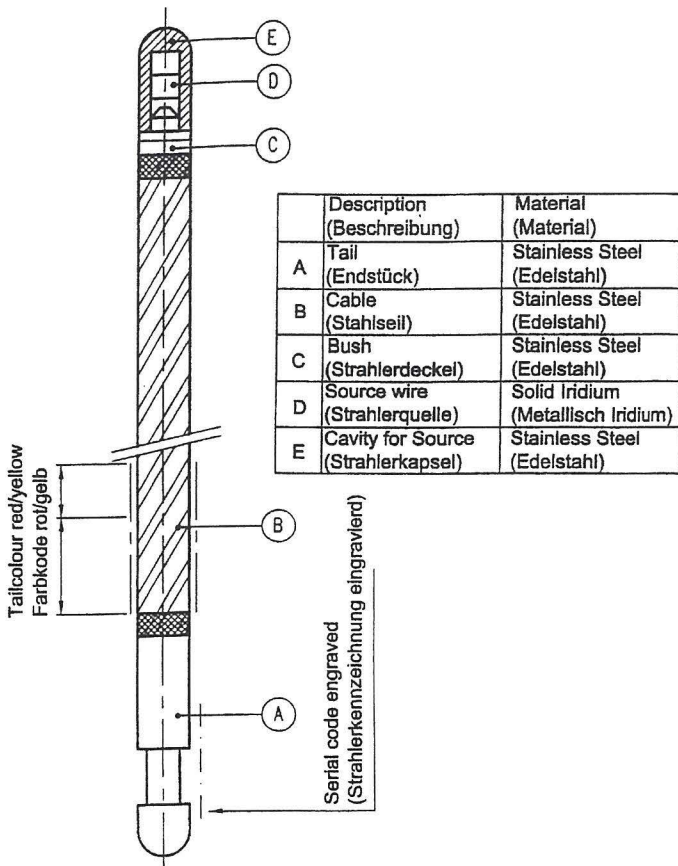 E
D
C
Description Material
(Beschreibung) (Material)
A Tail Stainless Steel
(Endstück) (Edelstahl)
B Cable Stainless Steel
(Stahlseil) (Edelstahl)
C Bush Stainless Steel
(Strahlerdeckel) (Edelstahl)
D Source wire Solid Iridium
(Strahlerquelle) (Metallisch Iridium)
E Cavity for Source Stainless Steel
(Strahlerkapsel) (Edelstahl)
Tailcolour red/yellow
Farbkode rot/gelb
B
A
Serial code engraved
(Strahlerkennzeichnung eingravierd)